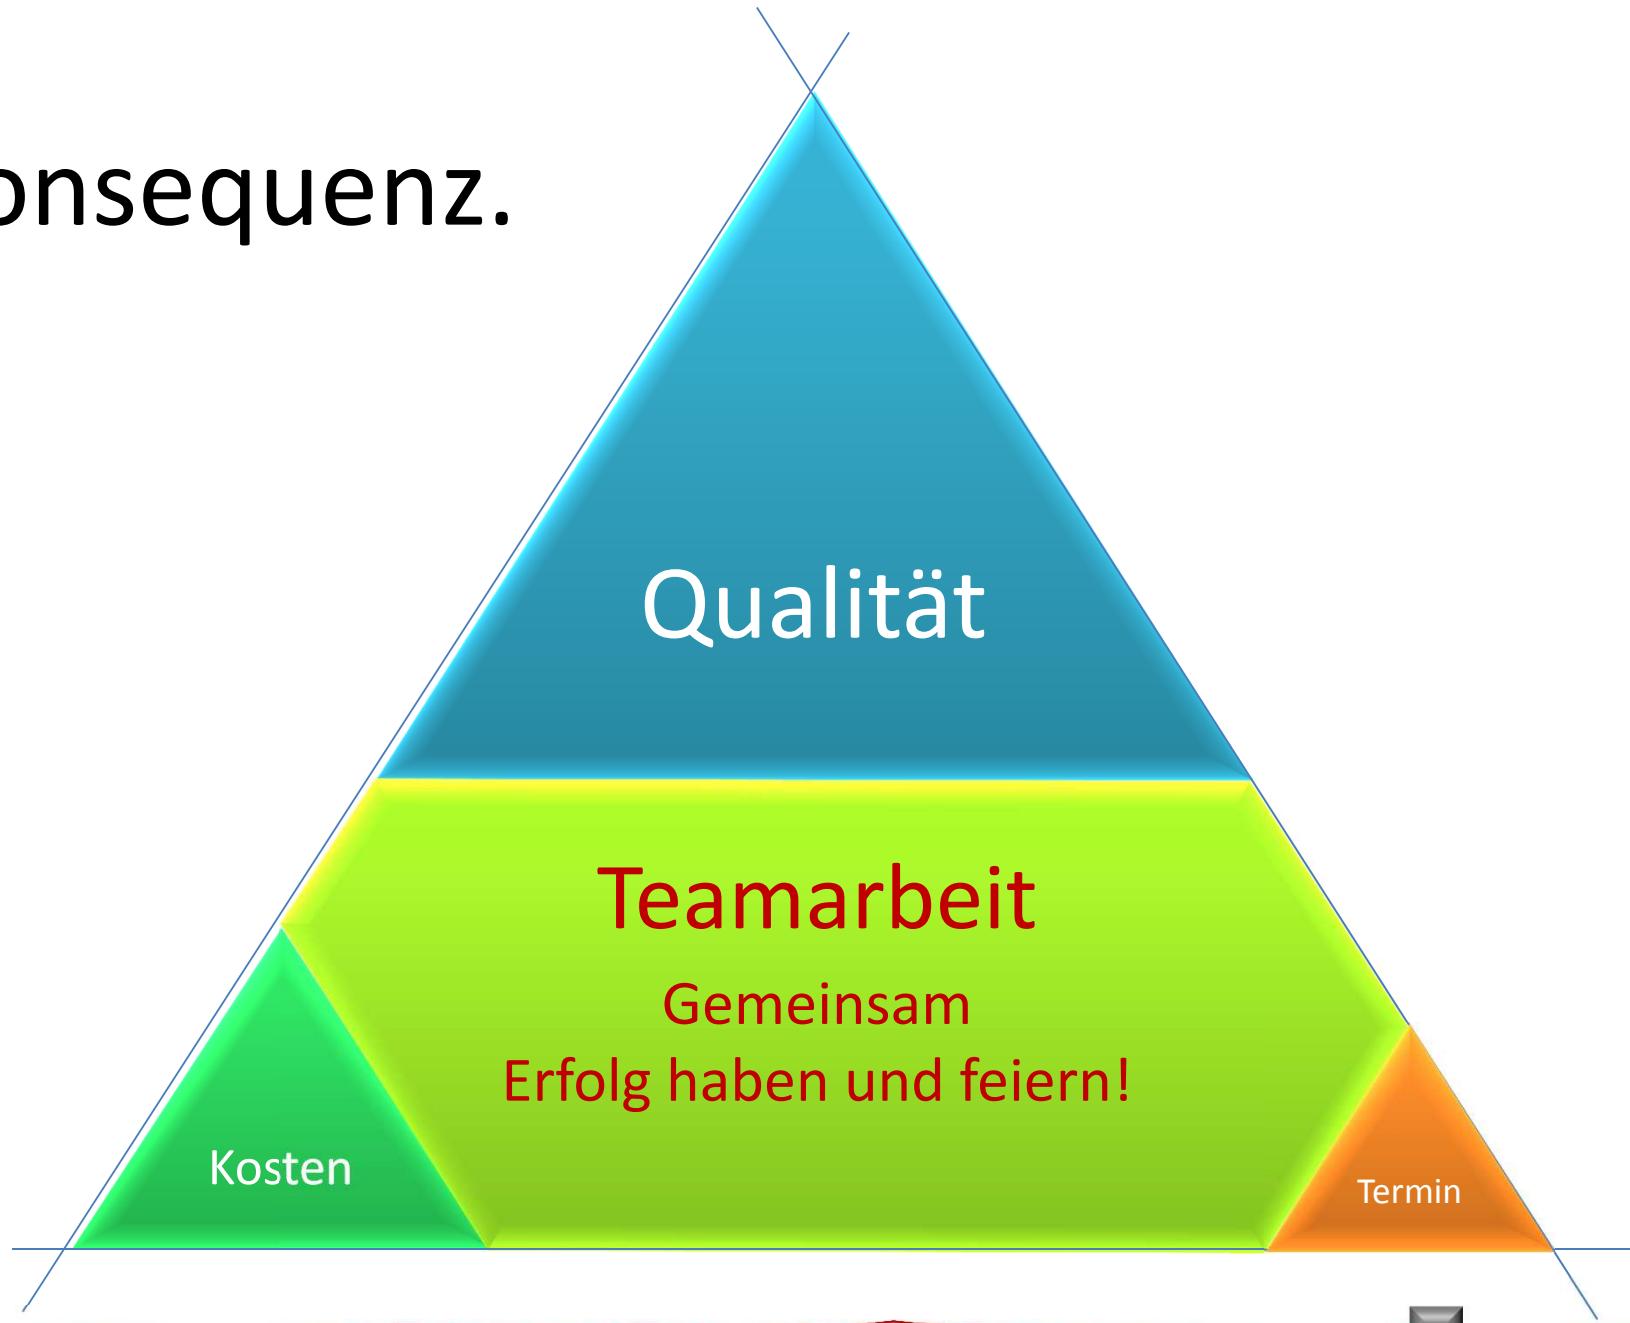 onsequenz.
Qualität
Teamarbeit
Gemeinsam
Erfolg haben und feiern!
Kosten
Termin